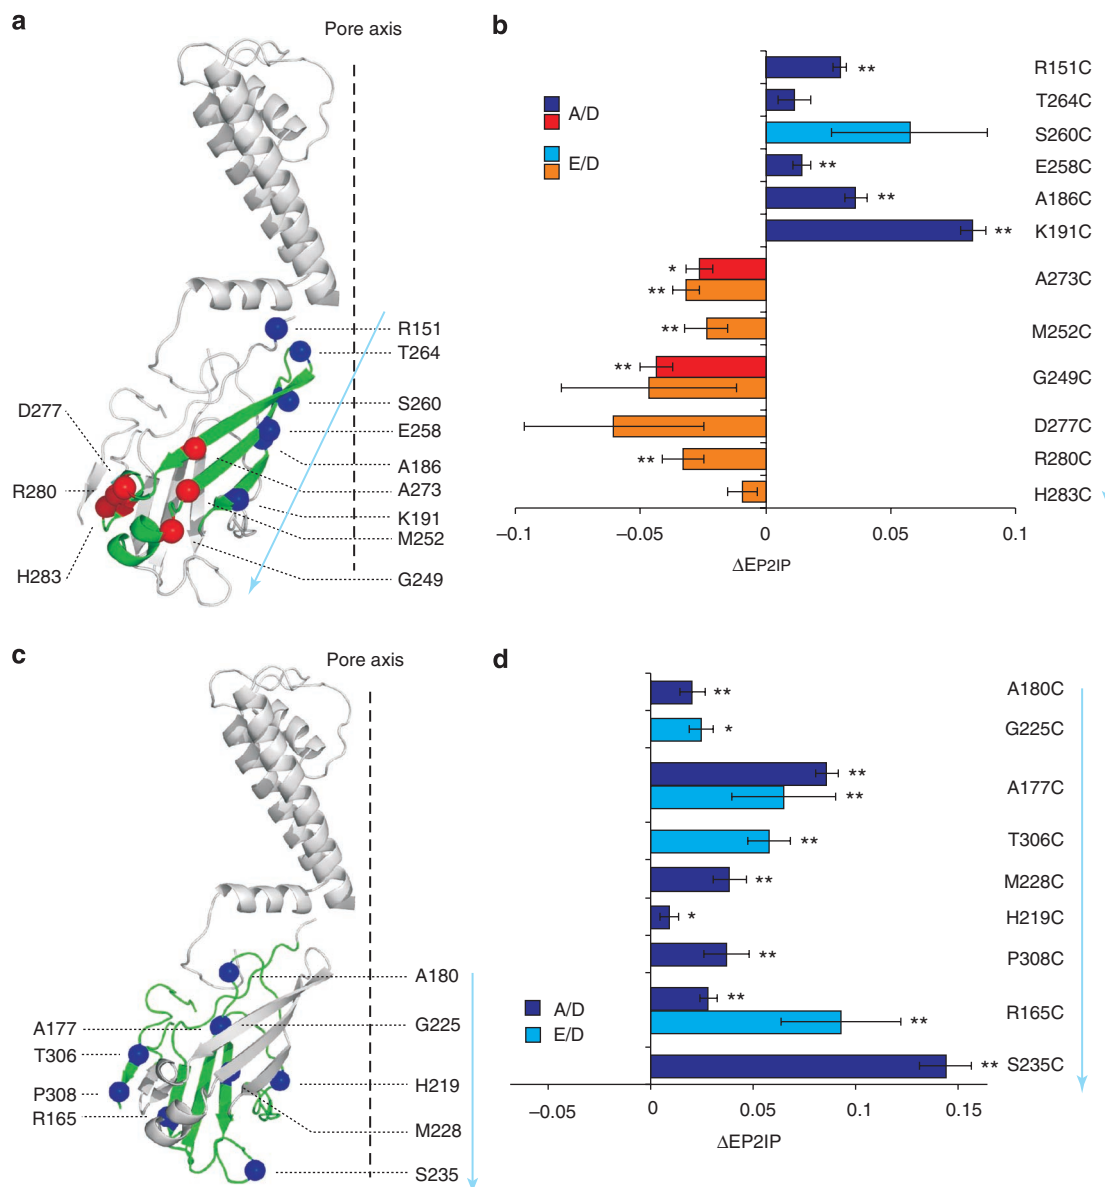 a
Pore axis
R151
T264
S260
E258
A186
A273
K191
M252
G249
D277
R280
H283
b
A/D
E/D
R151C
**
T264C
S260C
E258C
**
A186C
**
K191C
**
A273C
*
**
M252C
**
G249C
**
D277C
R280C
**
H283C
−0.1
−0.05
0
0.05
0.1
ΔEP2IP
c
Pore axis
A180
G225
H219
M228
S235
A177
T306
P308
R165
d
A/D
E/D
A180C
**
G225C
*
A177C
**
**
T306C
**
M228C
**
H219C
*
P308C
**
R165C
**
**
S235C
**
−0.05
0
0.05
0.1
0.15
ΔEP2IP